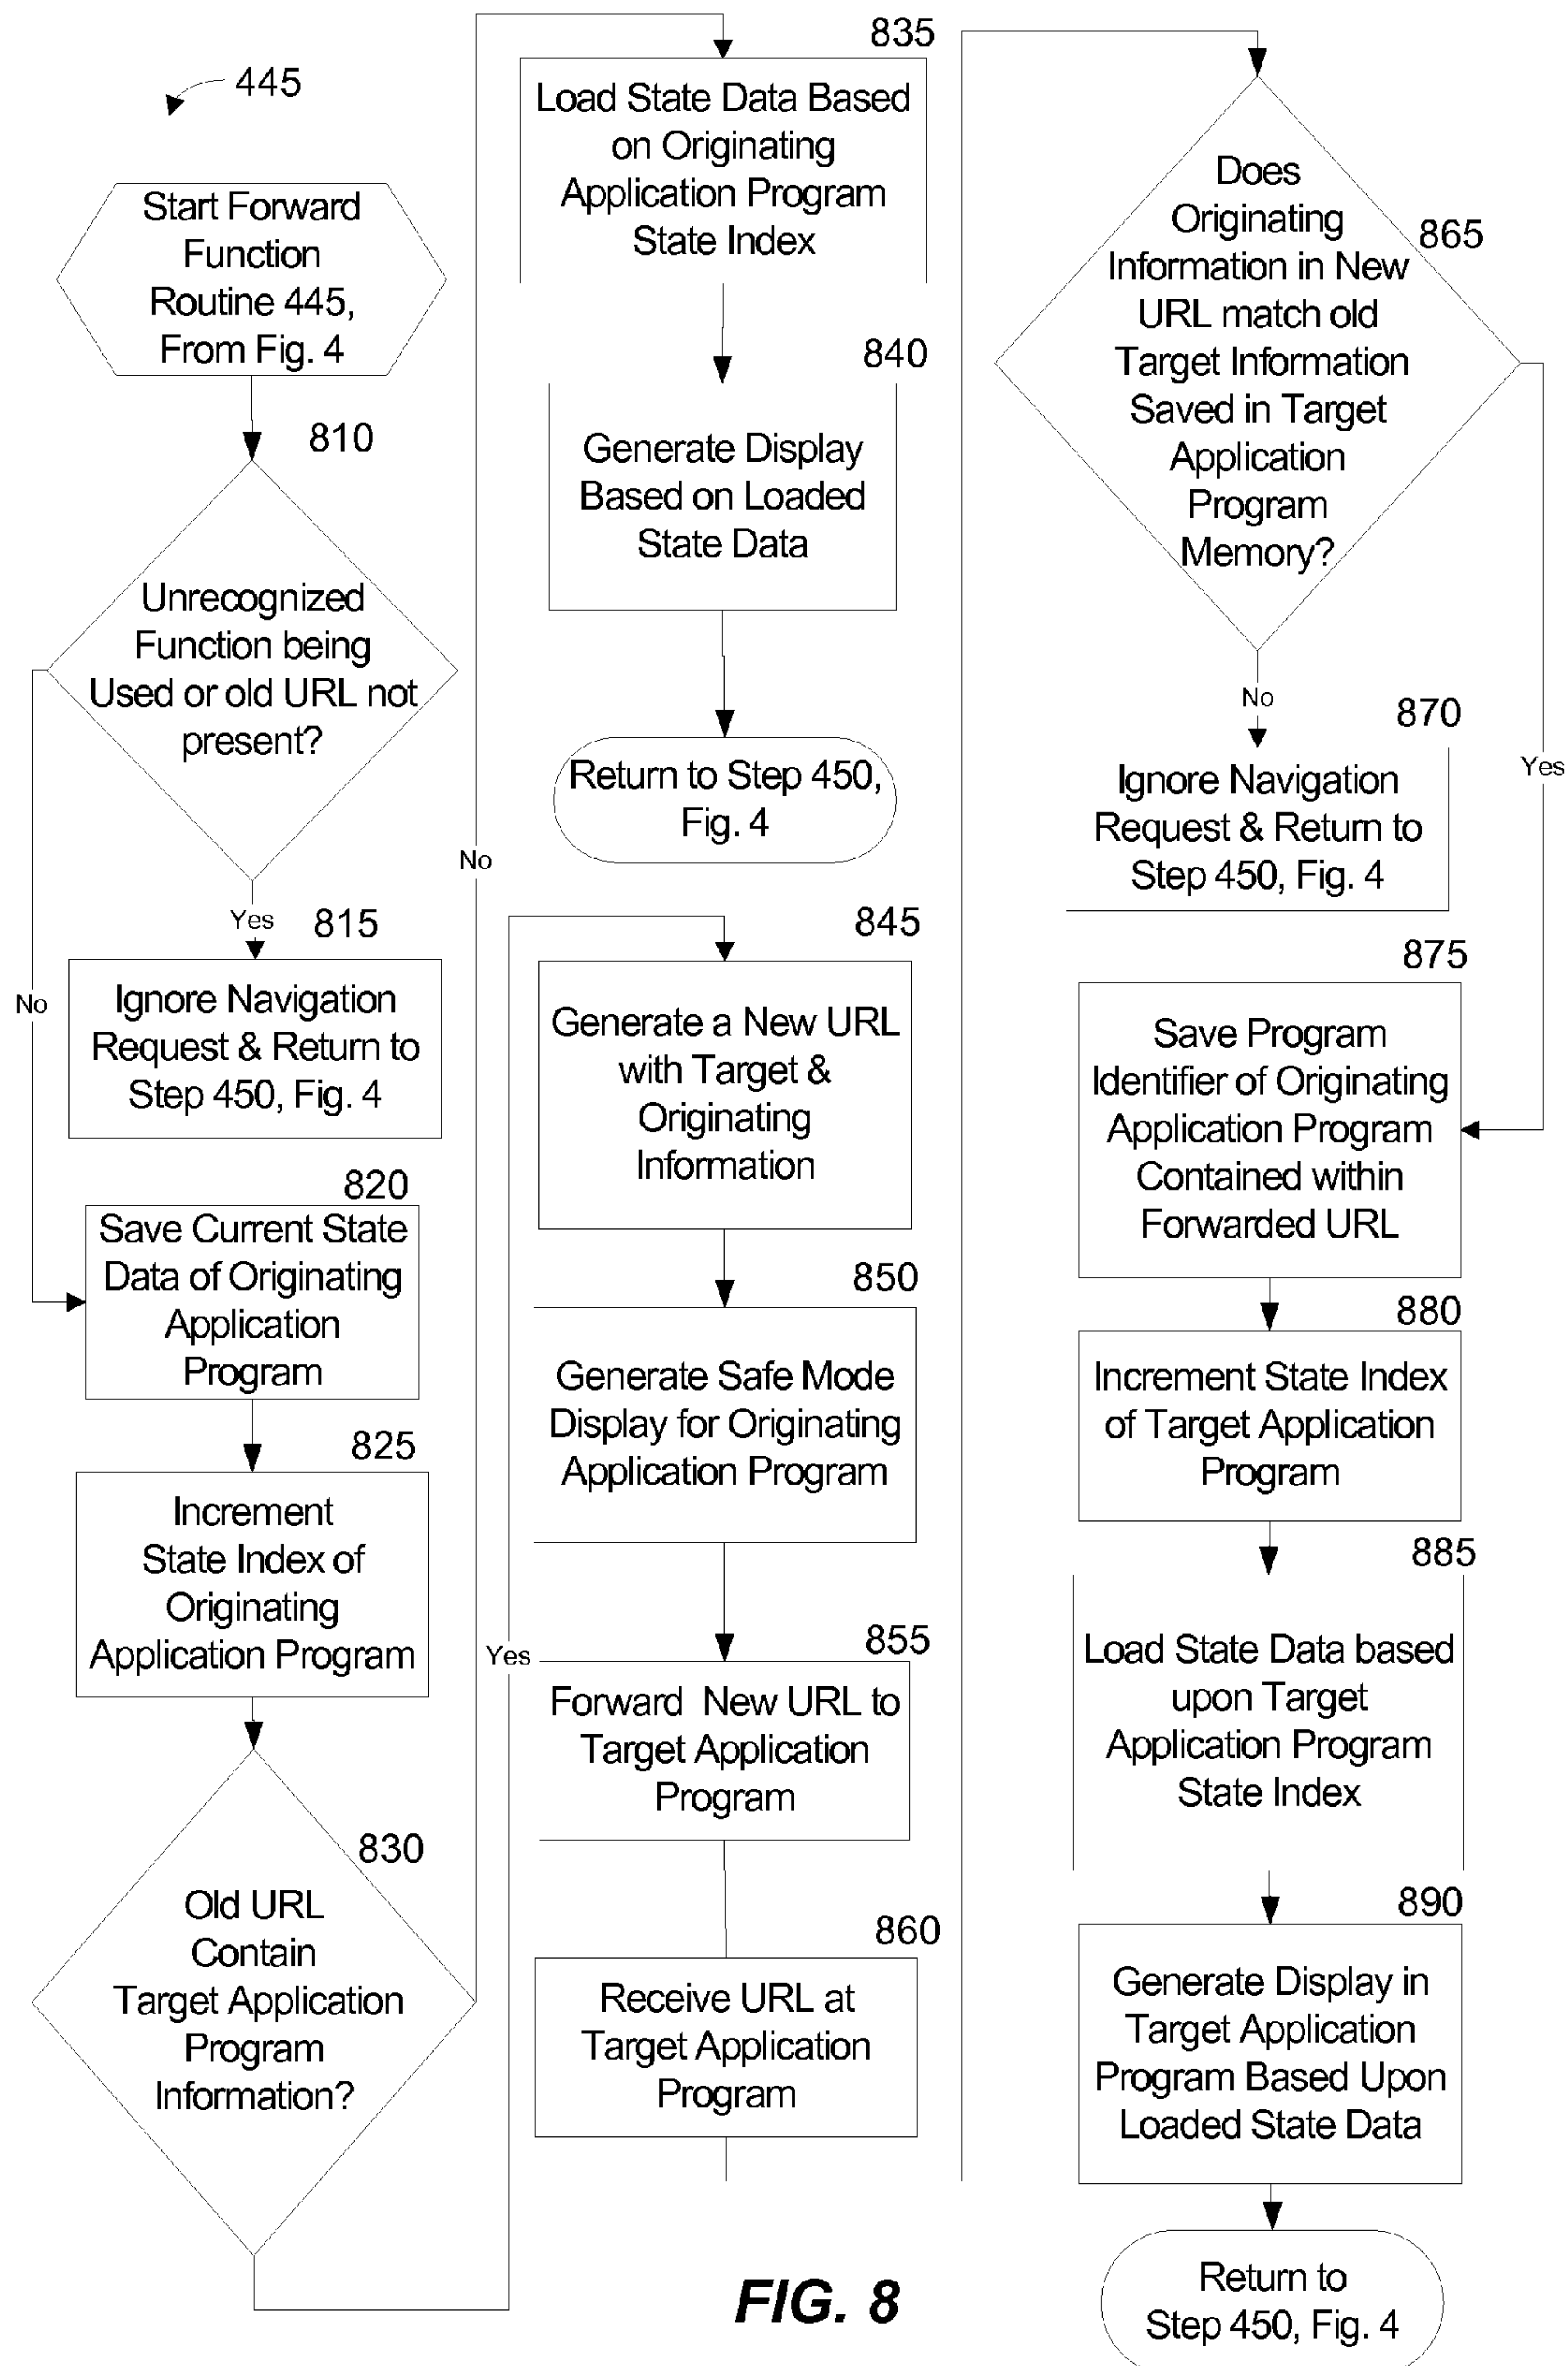 445
Start Forward
Function
Routine 445,
From Fig. 4
810
Unrecognized
Function being
Used or old URL not
present?
Yes
815
No
Ignore Navigation
Request & Return to
Step 450, Fig. 4
820
Save Current State
Data of Originating
Application
Program
825
Increment
State Index of
Originating
Application Program
830
Old URL
Contain
Target Application
Program
Information?
No
Yes
835
Load State Data Based
on Originating
Application Program
State Index
840
Generate Display
Based on Loaded
State Data
Return to Step 450,
Fig. 4
845
Generate a New URL
with Target &
Originating
Information
850
Generate Safe Mode
Display for Originating
Application Program
855
Forward New URL to
Target Application
Program
860
Receive URL at
Target Application
Program
865
Does
Originating
Information in New
URL match old
Target Information
Saved in Target
Application
Program
Memory?
No
Yes
870
Ignore Navigation
Request & Return to
Step 450, Fig. 4
875
Save Program
Identifier of Originating
Application Program
Contained within
Forwarded URL
880
Increment State Index
of Target Application
Program
885
Load State Data based
upon Target
Application Program
State Index
890
Generate Display in
Target Application
Program Based Upon
Loaded State Data
Return to
Step 450, Fig. 4
FIG. 8